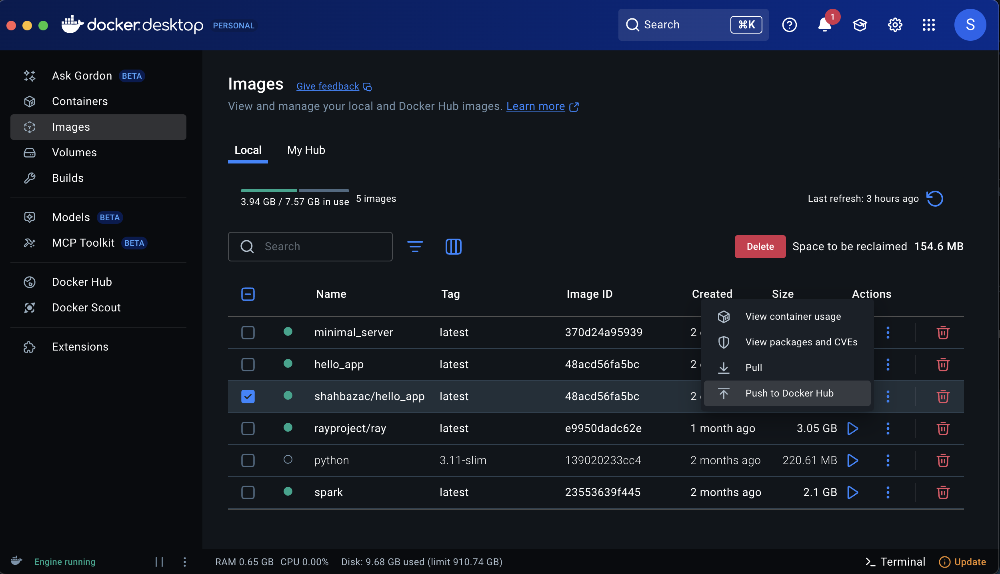 docker desktop PERSONAL
Search ⌘K
1
S
Ask Gordon BETA
Containers
Images
Volumes
Builds
Models BETA
MCP Toolkit BETA
Docker Hub
Docker Scout
Extensions
Images Give feedback
View and manage your local and Docker Hub images. Learn more
Local My Hub
3.94 GB / 7.57 GB in use 5 images
Last refresh: 3 hours ago
Search
Delete Space to be reclaimed 154.6 MB
Name Tag Image ID Created Size Actions
minimal_server latest 370d24a95939 2
hello_app latest 48acd56fa5bc 2
shahbazac/hello_app latest 48acd56fa5bc 2
rayproject/ray latest e9950dadc62e 1 month ago 3.05 GB
python 3.11-slim 139020233cc4 2 months ago 220.61 MB
spark latest 23553639f445 2 months ago 2.1 GB
View container usage
View packages and CVEs
Pull
Push to Docker Hub
Engine running
RAM 0.65 GB CPU 0.00% Disk: 9.68 GB used (limit 910.74 GB)
Terminal Update